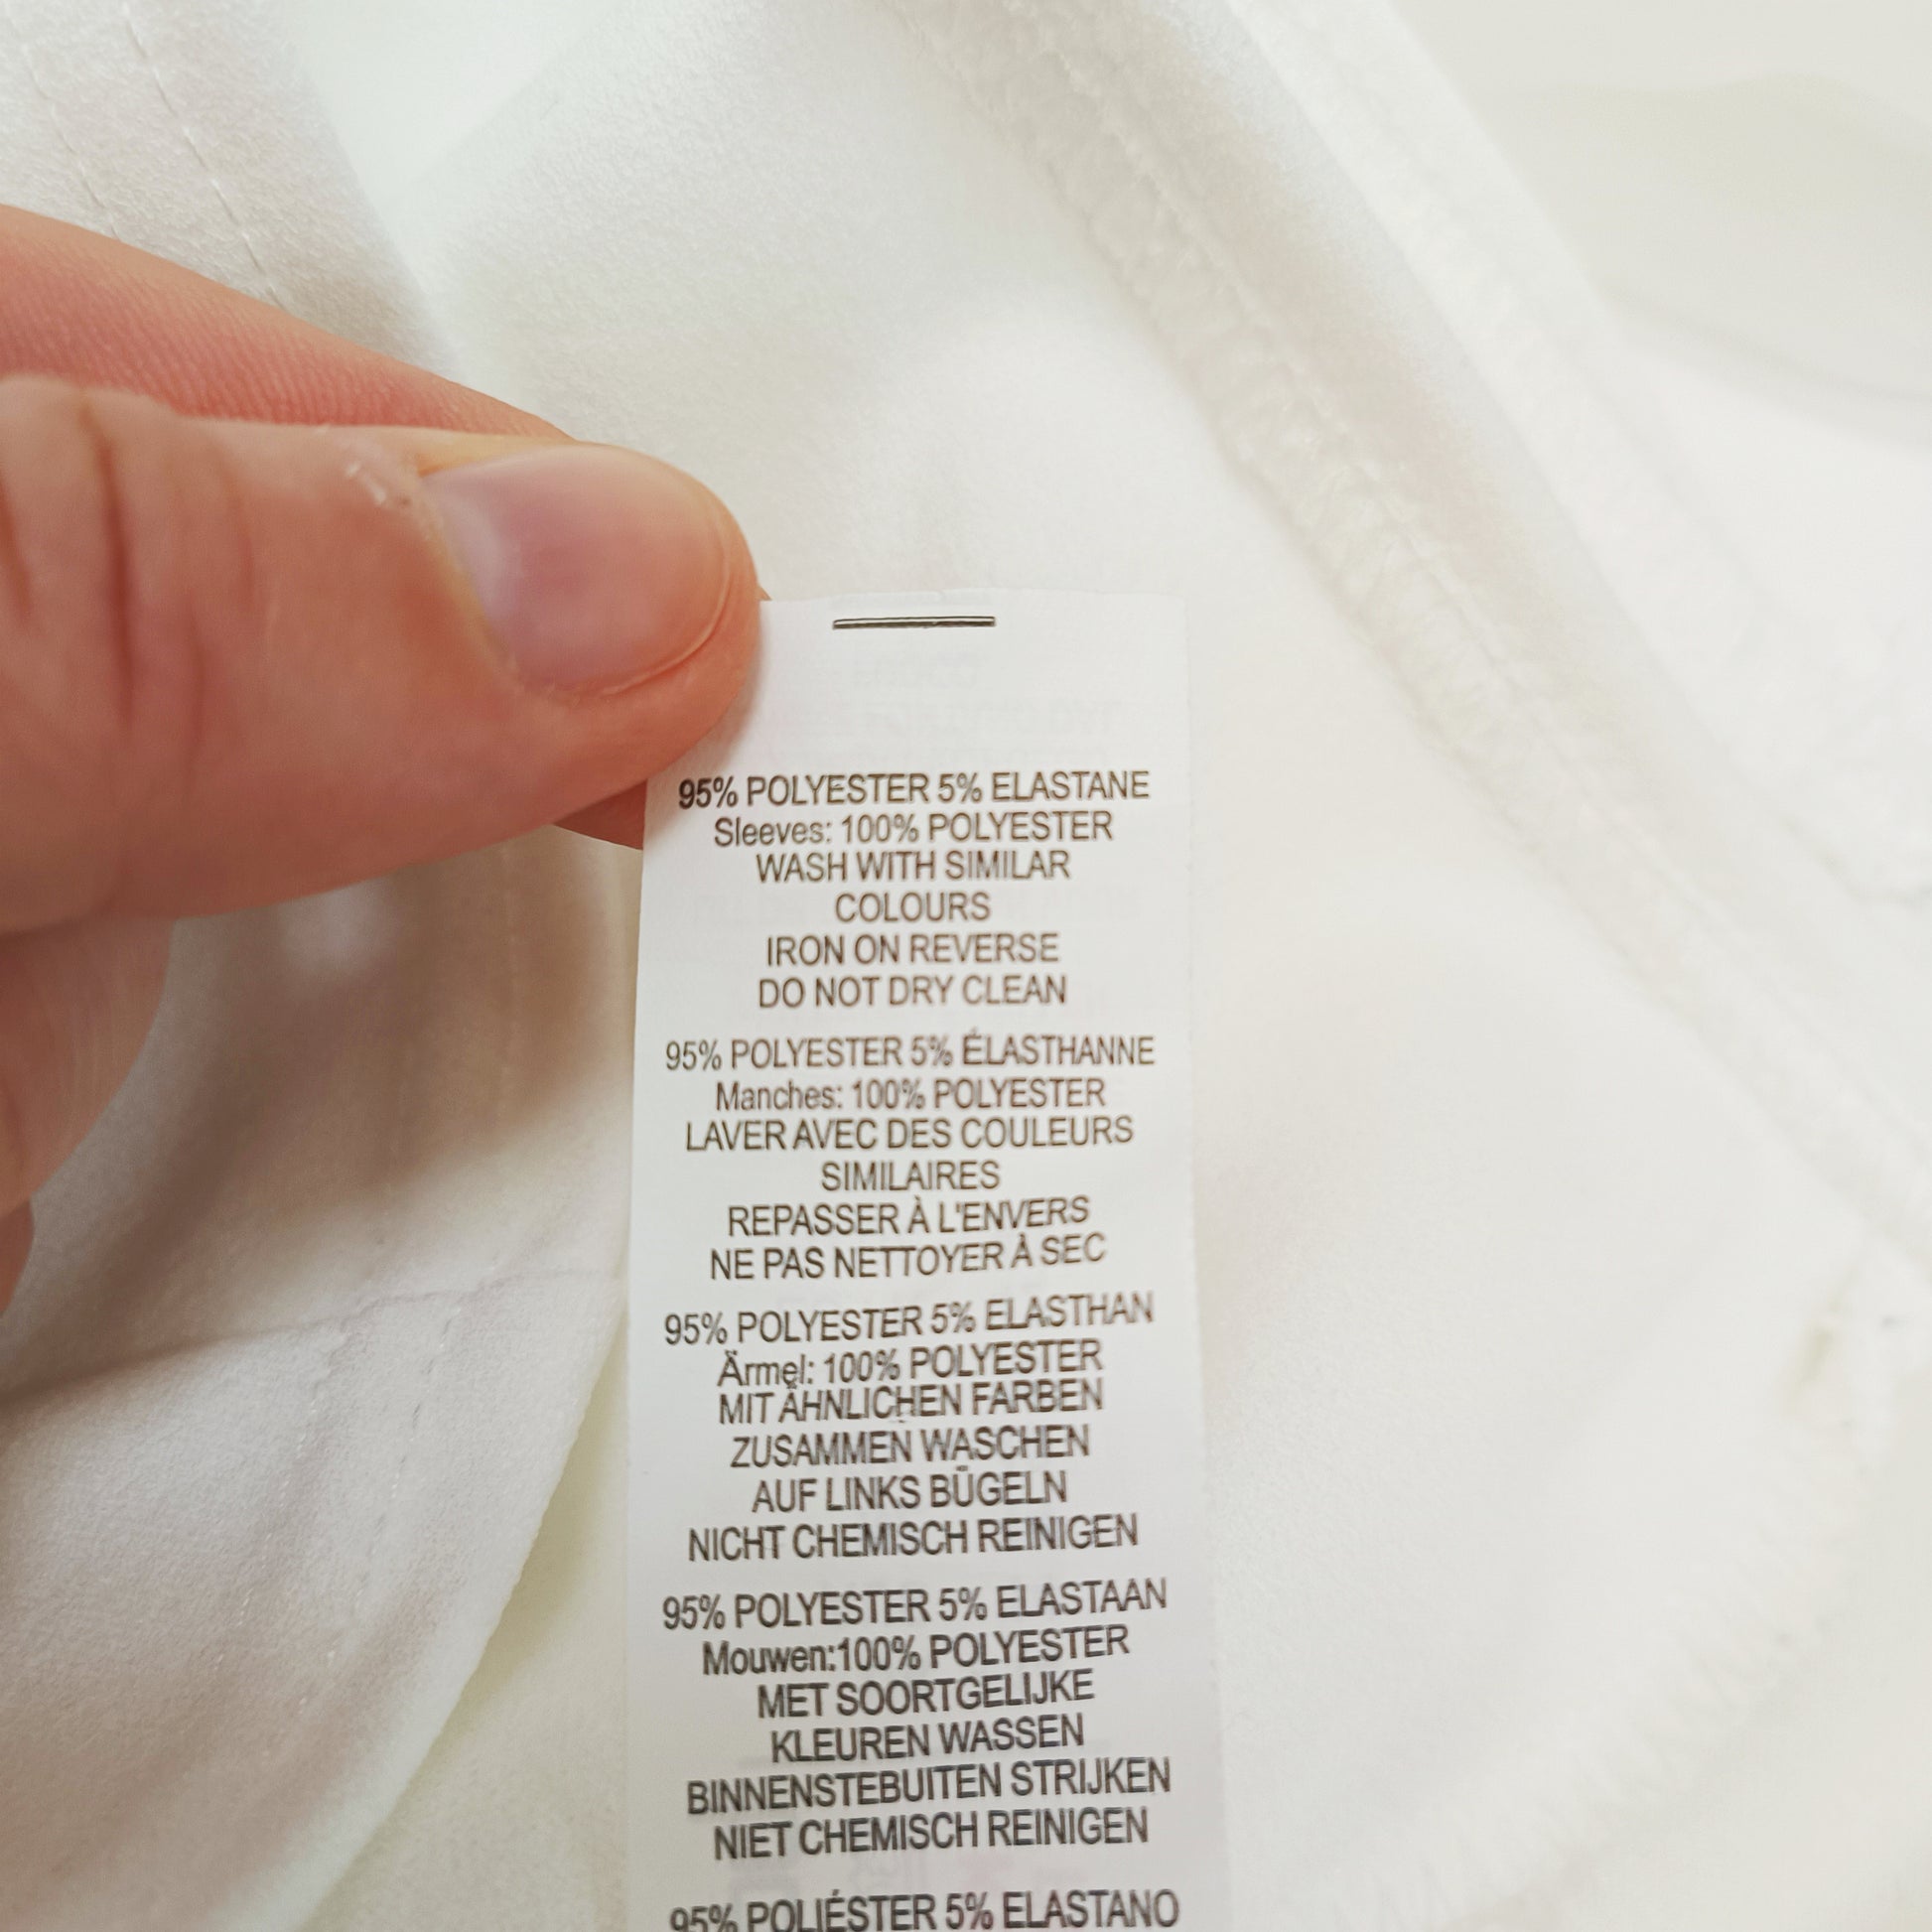 95% POLYESTER 5% ELASTANE
Sleeves: 100% POLYESTER
WASH WITH SIMILAR
COLOURS
IRON ON REVERSE
DO NOT DRY CLEAN
95% POLYESTER 5% ÉLASTHANNE
Manches: 100% POLYESTER
LAVER AVEC DES COULEURS
SIMILAIRES
REPASSER À L'ENVERS
NE PAS NETTOYER À SEC
95% POLYESTER 5% ELASTHAN
Ärmel: 100% POLYESTER
MIT ÄHNLICHEN FARBEN
ZUSAMMEN WASCHEN
AUF LINKS BÜGELN
NICHT CHEMISCH REINIGEN
95% POLYESTER 5% ELASTAAN
Mouwen:100% POLYESTER
MET SOORTGELIJKE
KLEUREN WASSEN
BINNENSTEBUITEN STRIJKEN
NIET CHEMISCH REINIGEN
95% POLIÉSTER 5% ELASTANO